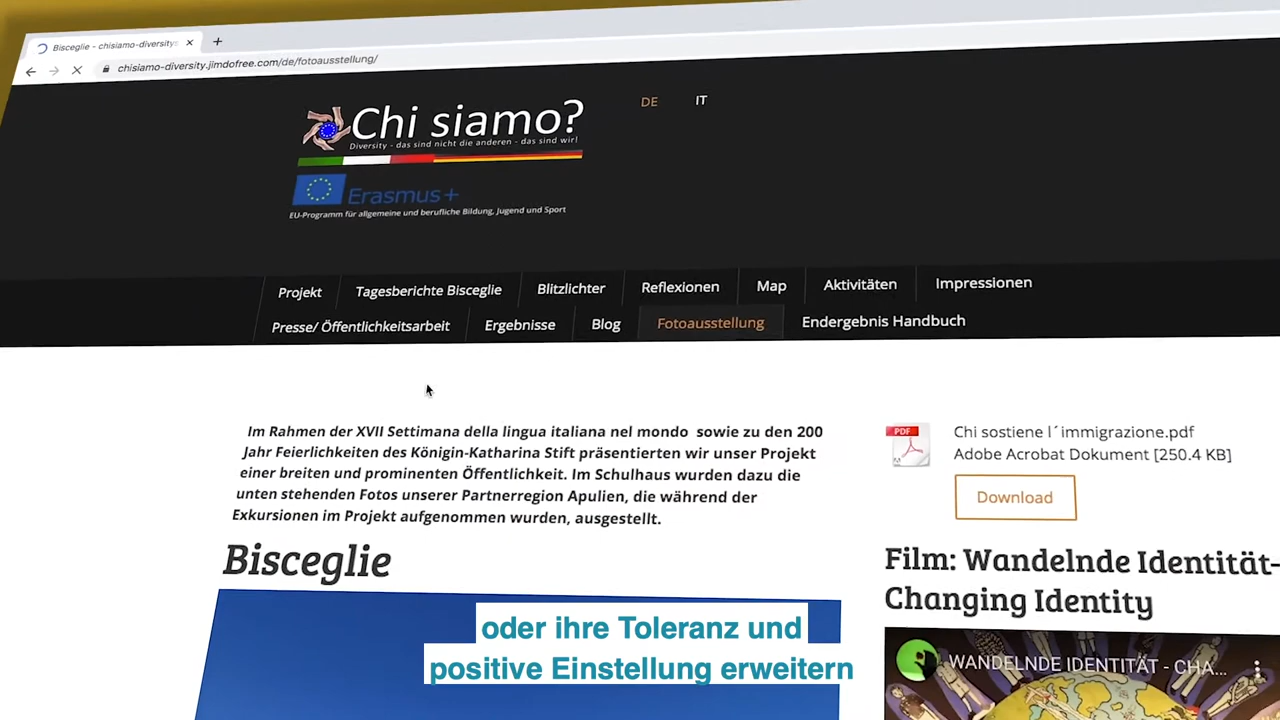 Bisceglie - chisiamo-diversity
chisiamo-diversity.jimdofree.com/de/fotoausstellung/
Chi siamo?
Diversity - das sind nicht die anderen - das sind wir!
DE IT
Erasmus+
EU-Programm für allgemeine und berufliche Bildung, Jugend und Sport
Projekt Tagesberichte Bisceglie Blitzlichter Reflexionen Map Aktivitäten Impressionen
Presse/ Öffentlichkeitsarbeit Ergebnisse Blog Fotoausstellung Endergebnis Handbuch
Im Rahmen der XVII Settimana della lingua italiana nel mondo sowie zu den 200
Jahr Feierlichkeiten des Königin-Katharina Stift präsentierten wir unser Projekt
einer breiten und prominenten Öffentlichkeit. Im Schulhaus wurden dazu die
unten stehenden Fotos unserer Partnerregion Apulien, die während der
Exkursionen im Projekt aufgenommen wurden, ausgestellt.
Bisceglie
PDF
Chi sostiene l´immigrazione.pdf
Adobe Acrobat Dokument [250.4 KB]
Download
Film: Wandelnde Identität-
Changing Identity
WANDELNDE IDENTITÄT - CHA...
oder ihre Toleranz und
positive Einstellung erweitern